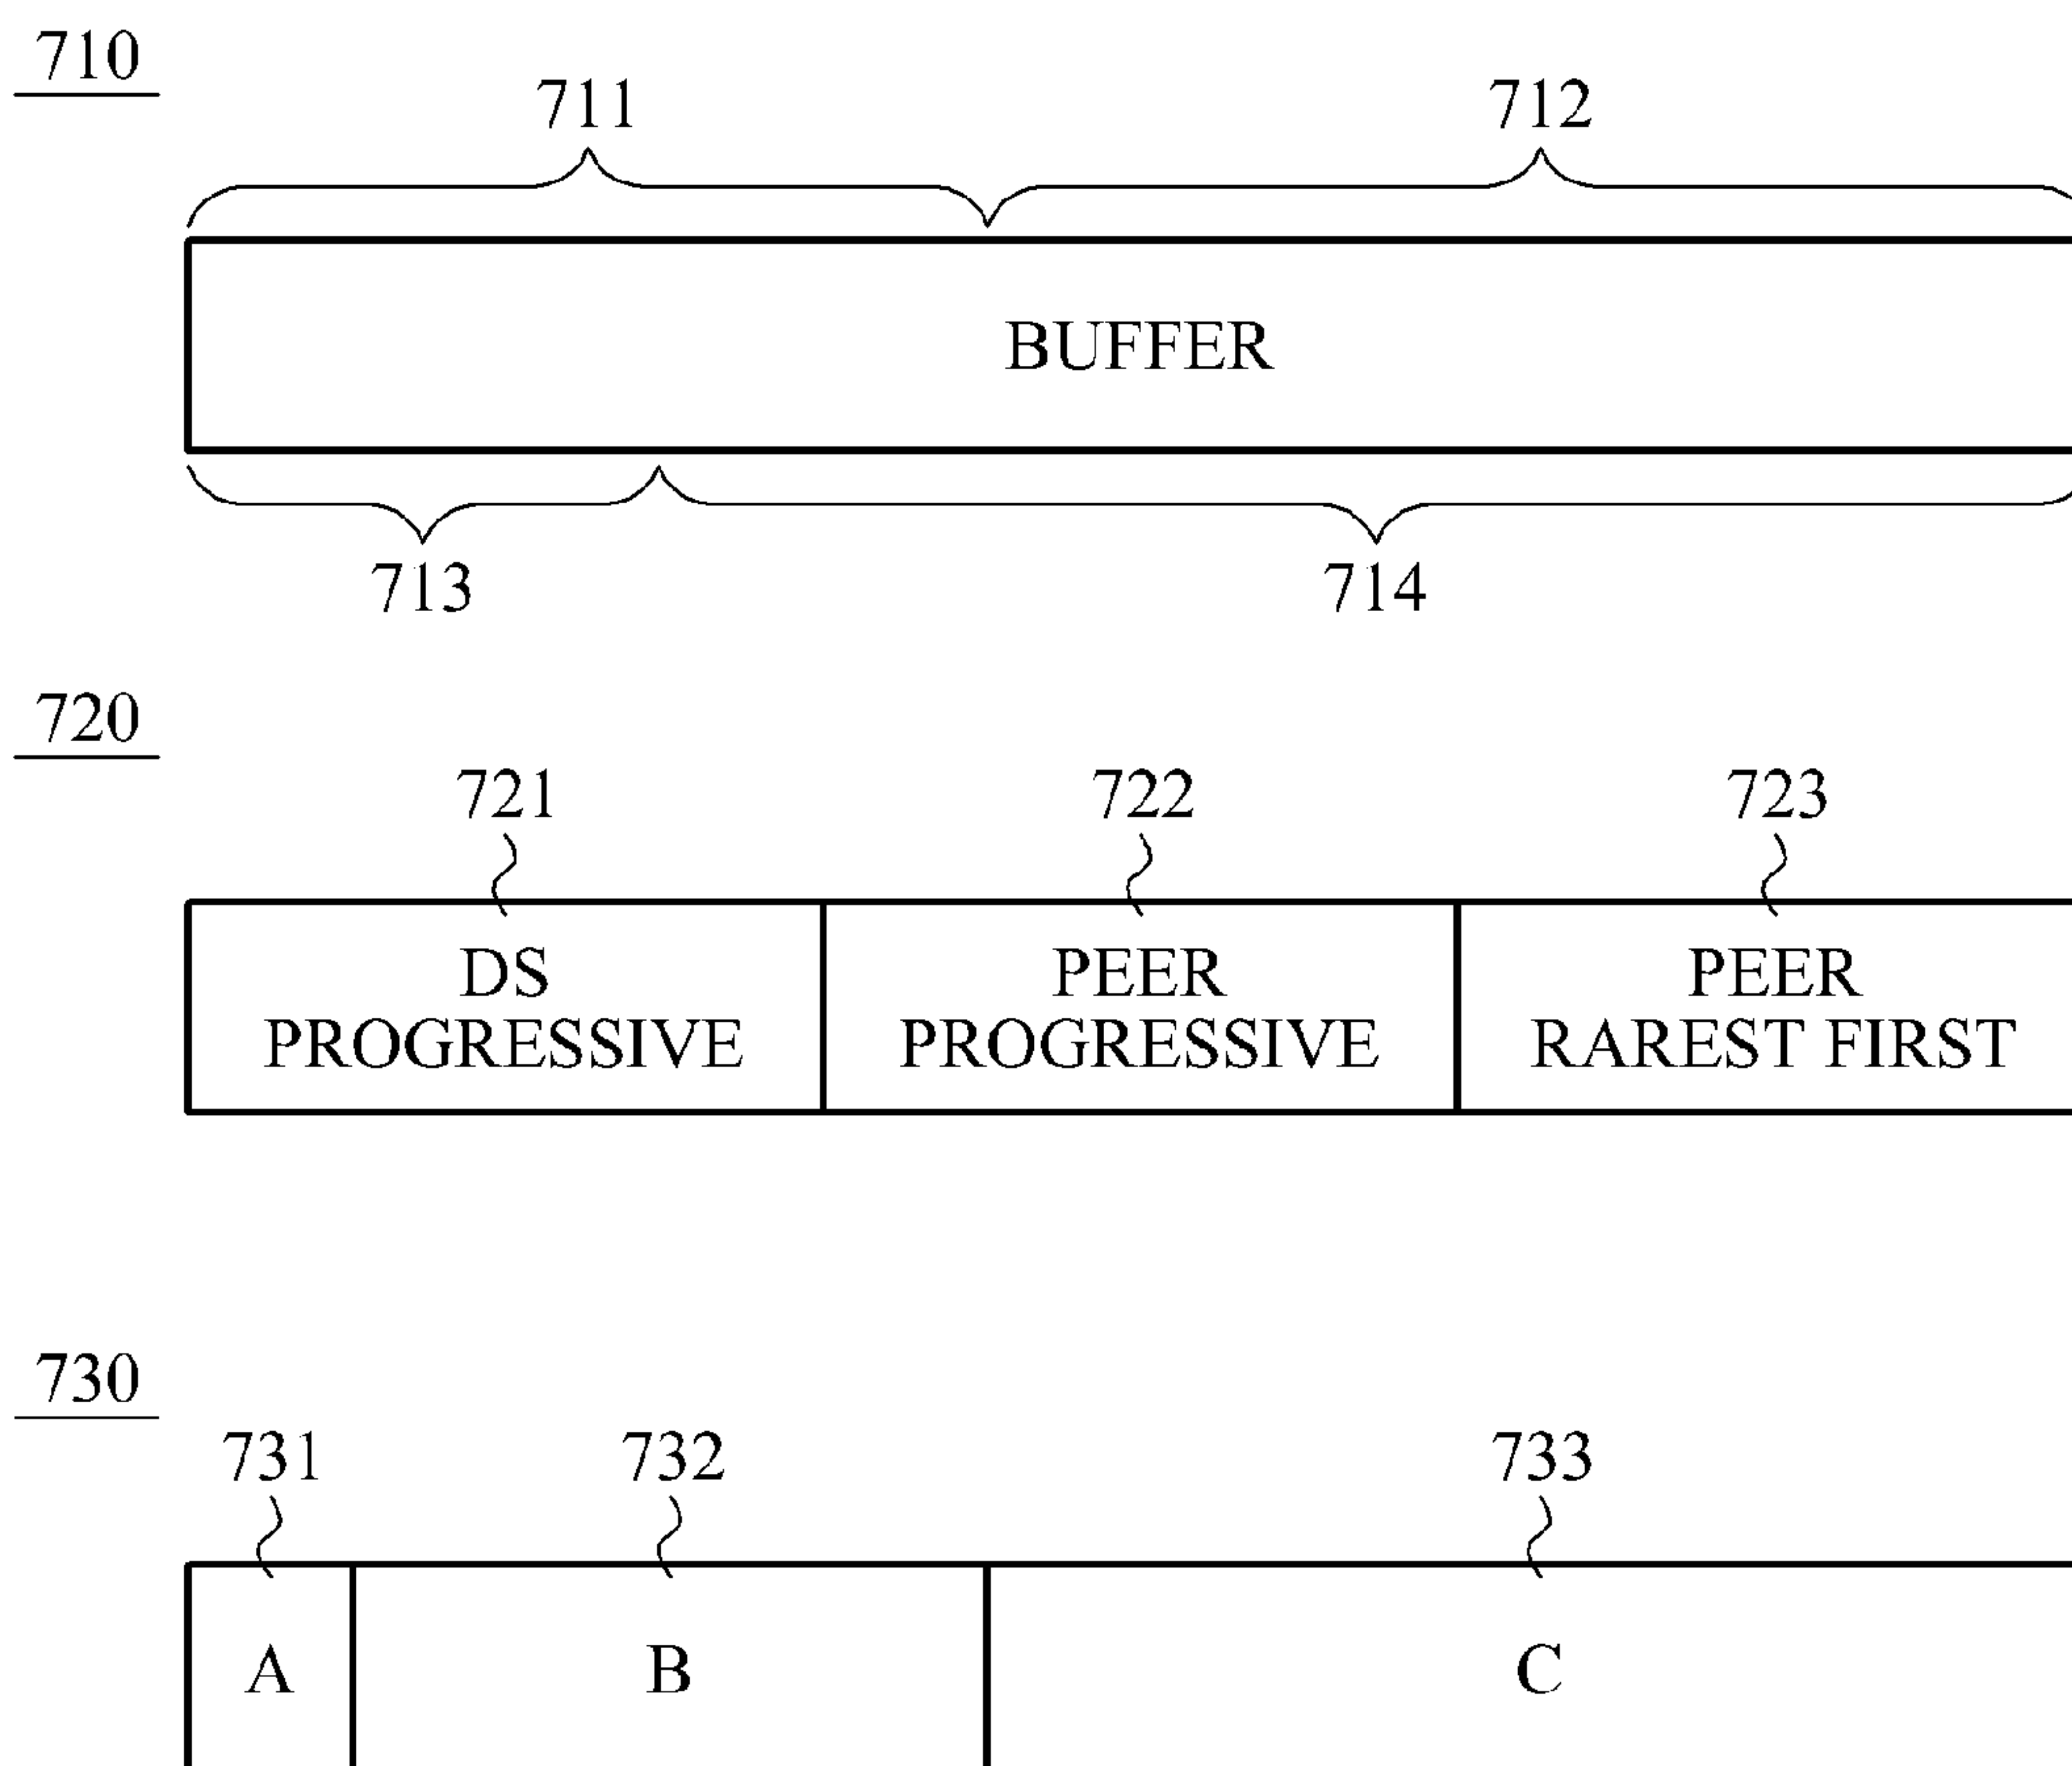 710
711 712
BUFFER
713 714
720
721 722 723
DS PEER PEER
PROGRESSIVE PROGRESSIVE RAREST FIRST
730
731 732 733
A B C